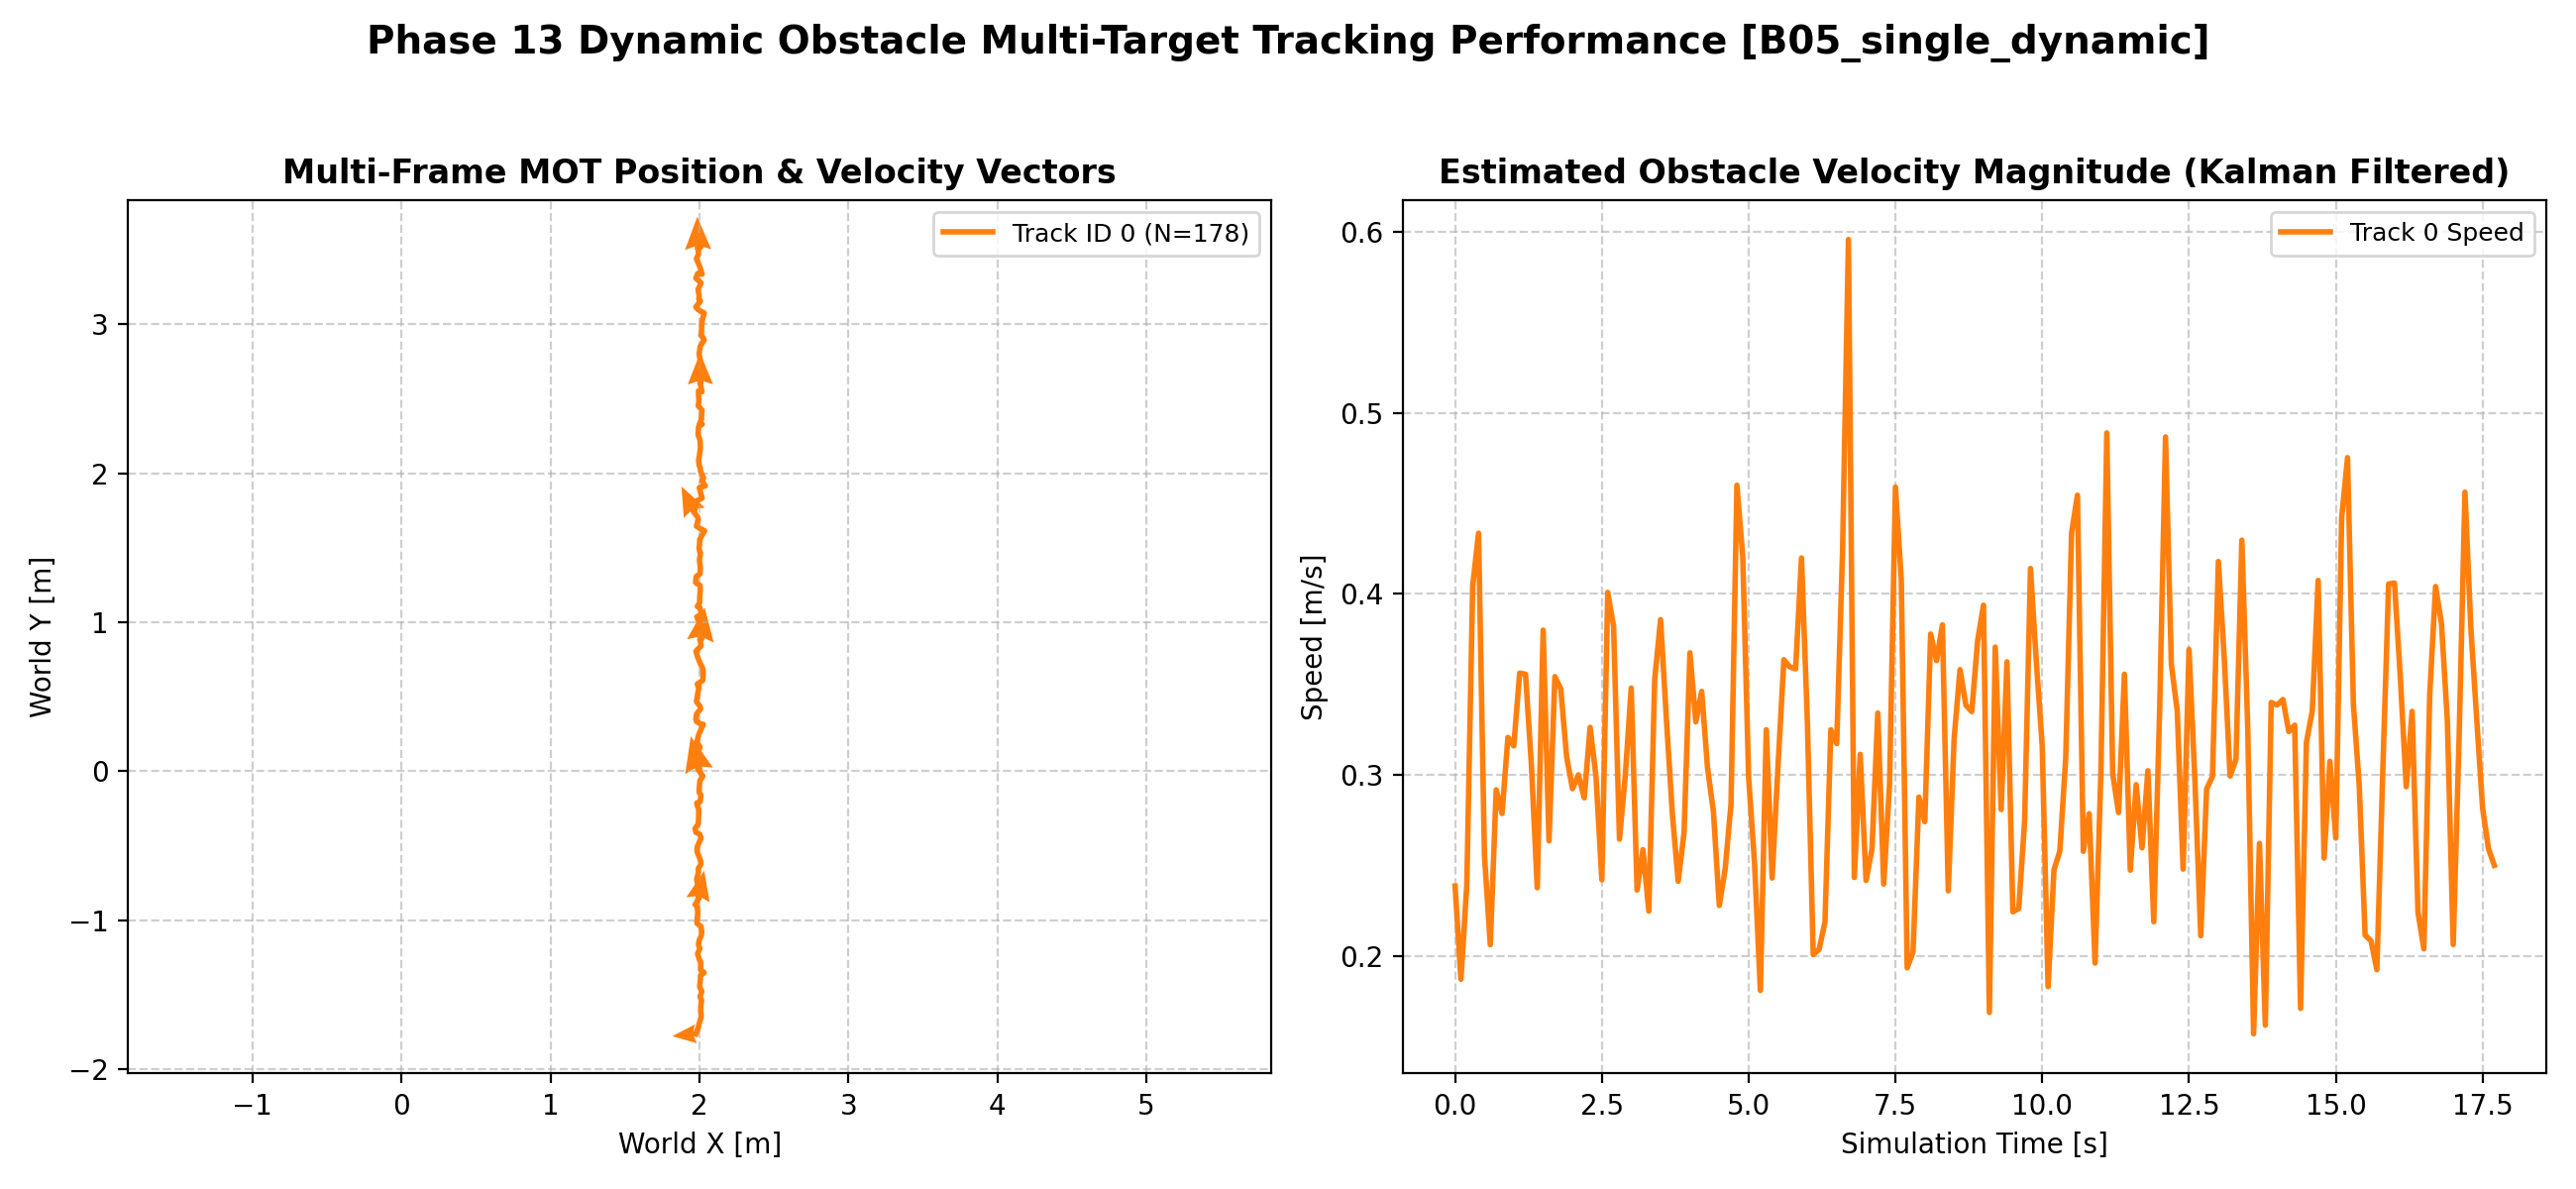 Phase 13 Dynamic Obstacle Multi-Target Tracking Performance [B05_single_dynamic]
Multi-Frame MOT Position & Velocity Vectors
Track ID 0 (N=178)
World Y [m]
3
2
1
0
−1
−2
−1
0
1
2
3
4
5
World X [m]
Estimated Obstacle Velocity Magnitude (Kalman Filtered)
Track 0 Speed
Speed [m/s]
0.6
0.5
0.4
0.3
0.2
0.0
2.5
5.0
7.5
10.0
12.5
15.0
17.5
Simulation Time [s]